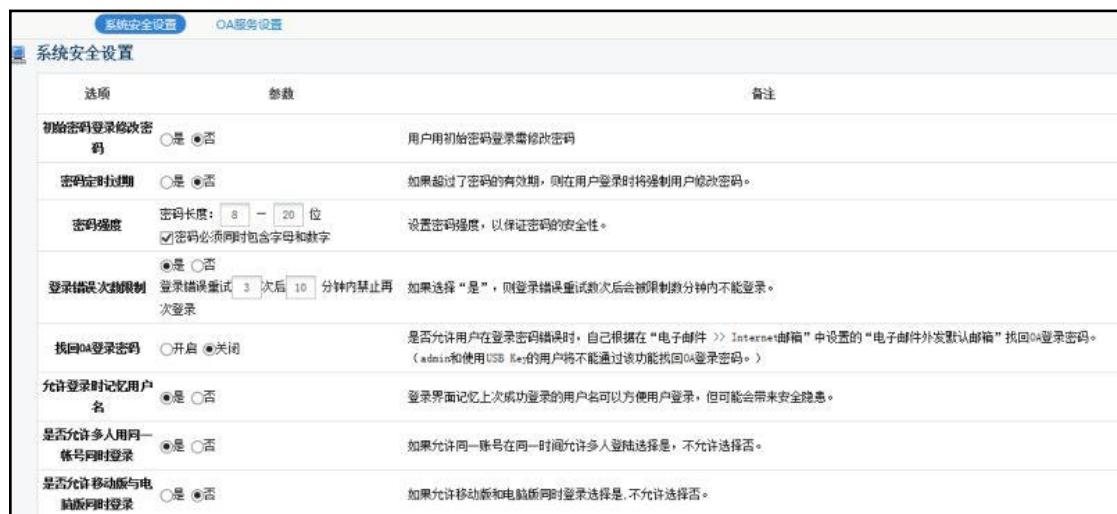 系统安全设置 OA服务设置
系统安全设置
选项 参数 备注
初始密码登录修改密码 ○是 ◉否 用户用初始密码登录需修改密码
密码定时过期 ○是 ◉否 如果超过了密码的有效期，则在用户登录时将强制用户修改密码。
密码强度 密码长度： 8 － 20 位
☑密码必须同时包含字母和数字 设置密码强度，以保证密码的安全性。
登录错误次数限制 ◉是 ○否
登录错误重试 3 次后 10 分钟内禁止再次登录 如果选择“是”，则登录错误重试数次后会被限制数分钟内不能登录。
找回OA登录密码 ○开启 ◉关闭 是否允许用户在登录密码错误时，自己根据在“电子邮件 >> Internet邮箱”中设置的“电子邮件外发默认邮箱”找回OA登录密码。
（admin和使用USB Key的用户将不能通过该功能找回OA登录密码。）
允许登录时记忆用户名 ◉是 ○否 登录界面记忆上次成功登录的用户名可以方便用户登录，但可能会带来安全隐患。
是否允许多人用同一帐号同时登录 ◉是 ○否 如果允许同一账号在同一时间允许多人登陆选择是，不允许选择否。
是否允许移动版与电脑版同时登录 ○是 ◉否 如果允许移动版和电脑版同时登录选择是,不允许选择否。